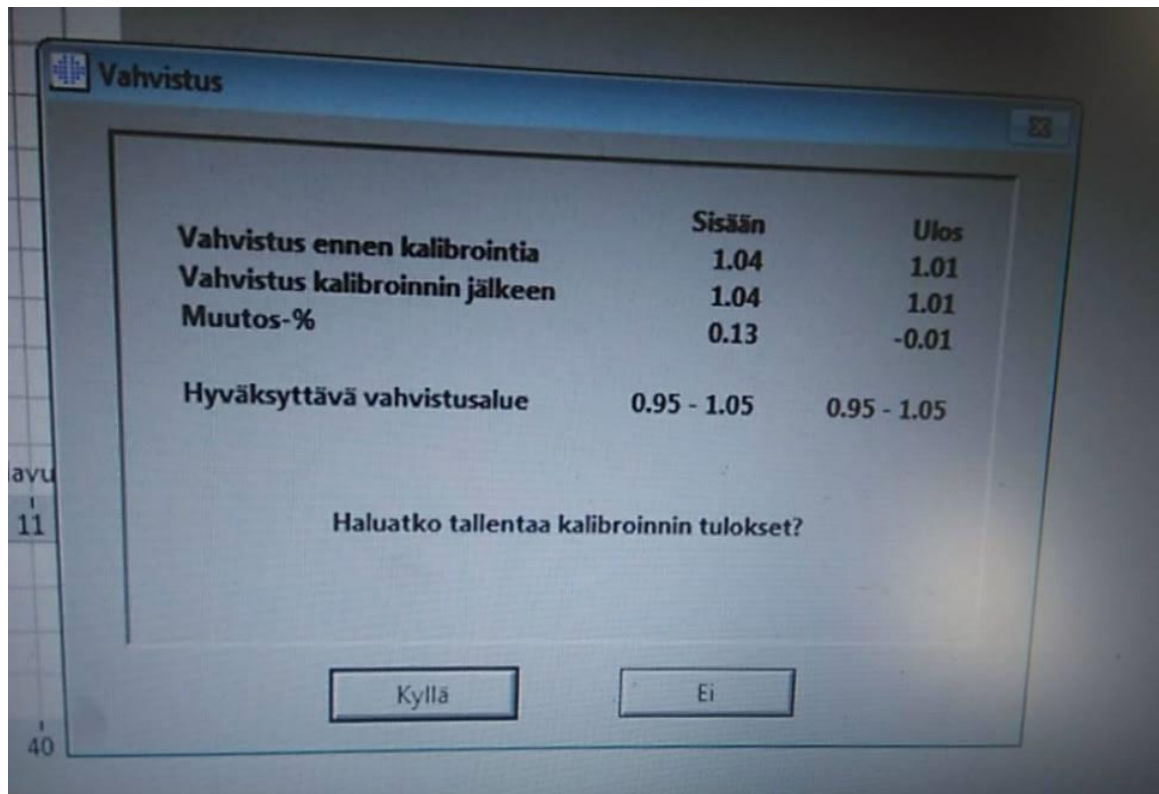 Vahvistus
Sisään Ulos
Vahvistus ennen kalibrointia 1.04 1.01
Vahvistus kalibroinnin jälkeen 1.04 1.01
Muutos-% 0.13 -0.01
Hyväksyttävä vahvistusalue 0.95 - 1.05 0.95 - 1.05
avu
11
Haluatko tallentaa kalibroinnin tulokset?
Kyllä Ei
40